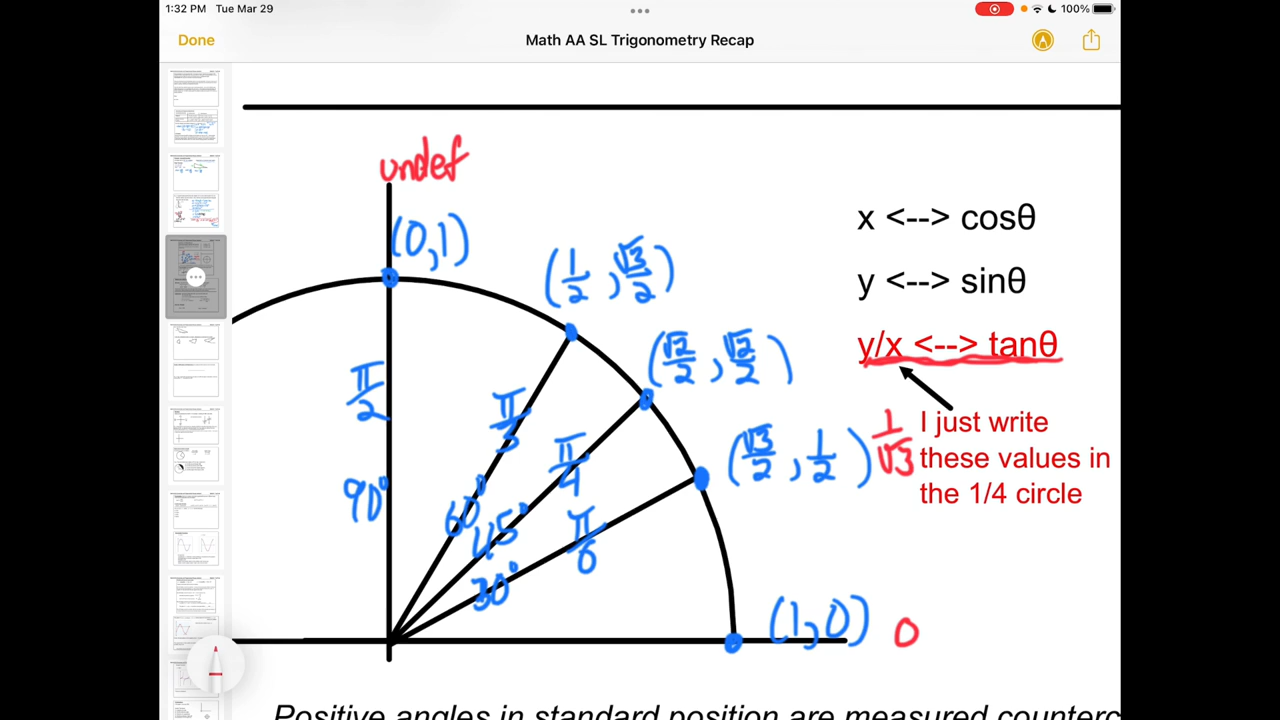 1:32 PM Tue Mar 29
100%
Done
Math AA SL Trigonometry Recap
undef
(0,1)
(1/2, √3/2)
(√2/2, √2/2)
(√3/2, 1/2) 1/√3
(1,0) 0
π/2
π/3
π/4
π/6
90°
60°
45°
30°
x <--> cosθ
y <--> sinθ
y/x <--> tanθ
I just write
these values in
the 1/4 circle
Positive angles in standard position are measured counterc